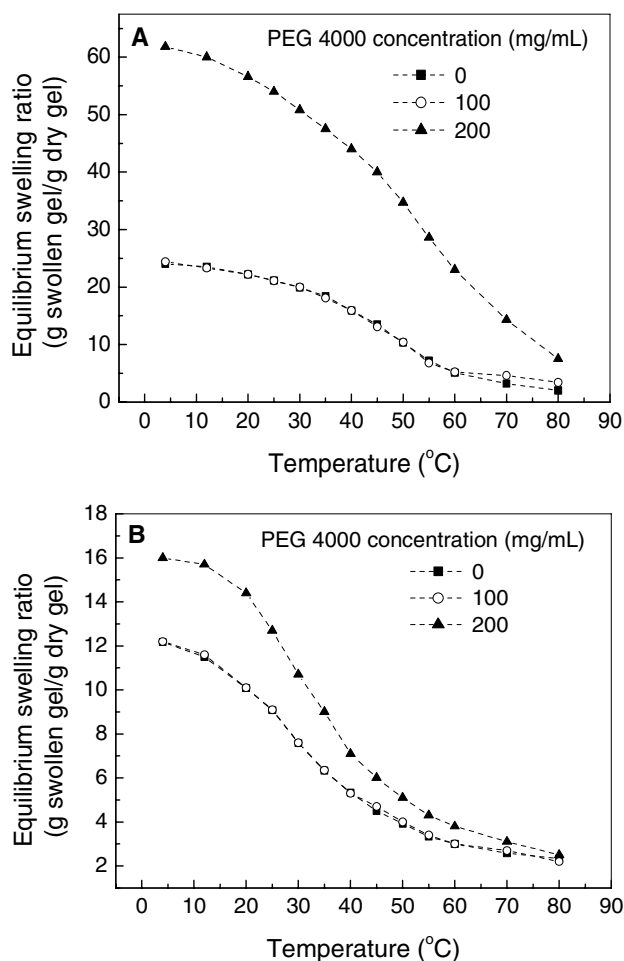 A
PEG 4000 concentration (mg/mL)
0
100
200
60
50
40
30
20
10
0
0 10 20 30 40 50 60 70 80 90
Equilibrium swelling ratio
(g swollen gel/g dry gel)
Temperature (°C)
B
PEG 4000 concentration (mg/mL)
0
100
200
18
16
14
12
10
8
6
4
2
0 10 20 30 40 50 60 70 80 90
Equilibrium swelling ratio
(g swollen gel/g dry gel)
Temperature (°C)